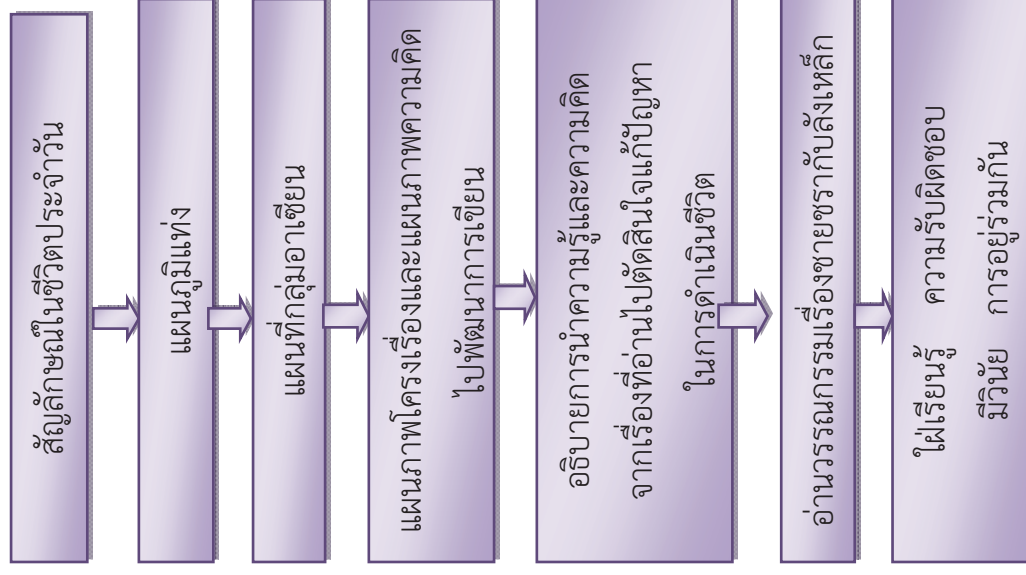 สัญลักษณ์ในชีวิตประจำวัน
แผนภูมิแท่ง
แผนที่กลุ่มอาเซียน
แผนภาพโครงเรื่องและแผนภาพความคิด
ไปพัฒนาการเขียน
อธิบายการนำความรู้และความคิด
จากเรื่องที่อ่านไปตัดสินใจแก้ปัญหา
ในการดำเนินชีวิต
อ่านวรรณกรรมเรื่องชายชรากับลังเหล็ก
ใฝ่เรียนรู้ ความรับผิดชอบ
มีวินัย การอยู่ร่วมกัน